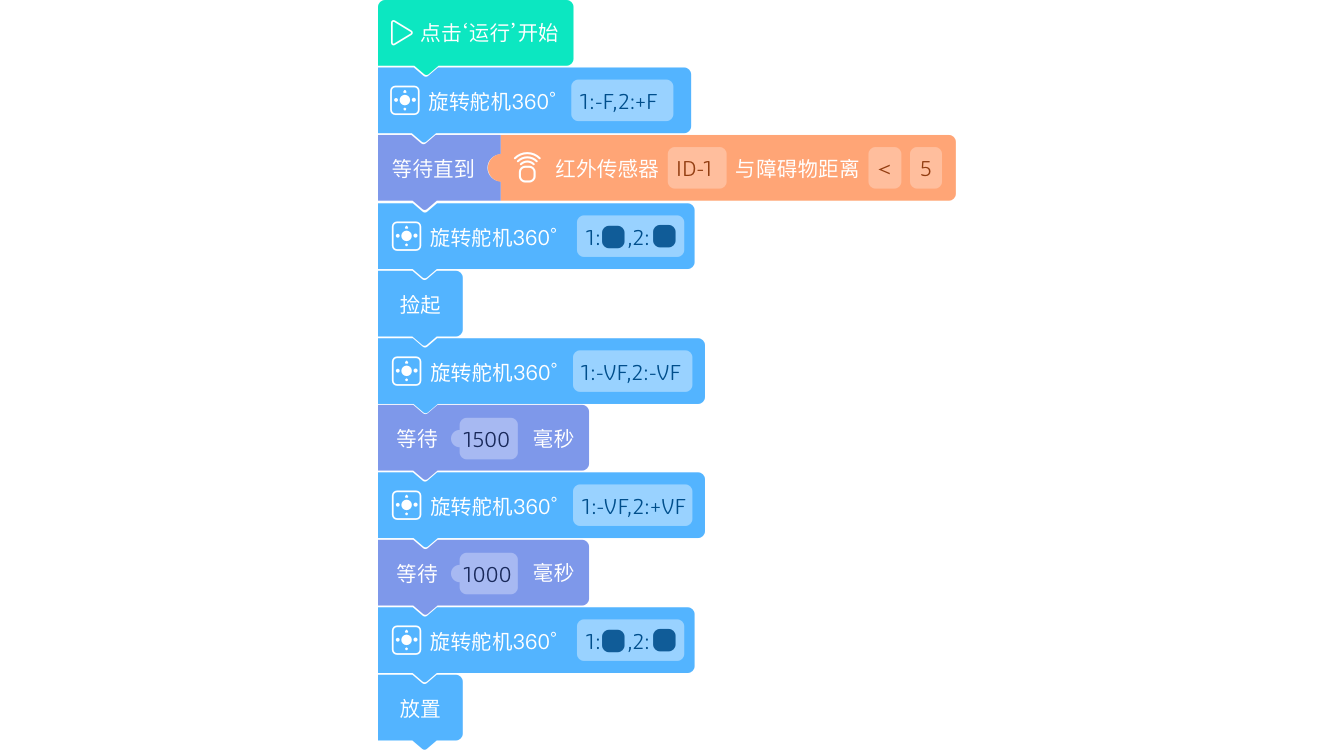 点击‘运行’开始
旋转舵机360° 1:-F,2:+F
等待直到 红外传感器 ID-1 与障碍物距离 < 5
旋转舵机360° 1: ,2:
捡起
旋转舵机360° 1:-VF,2:-VF
等待 1500 毫秒
旋转舵机360° 1:-VF,2:+VF
等待 1000 毫秒
旋转舵机360° 1: ,2:
放置